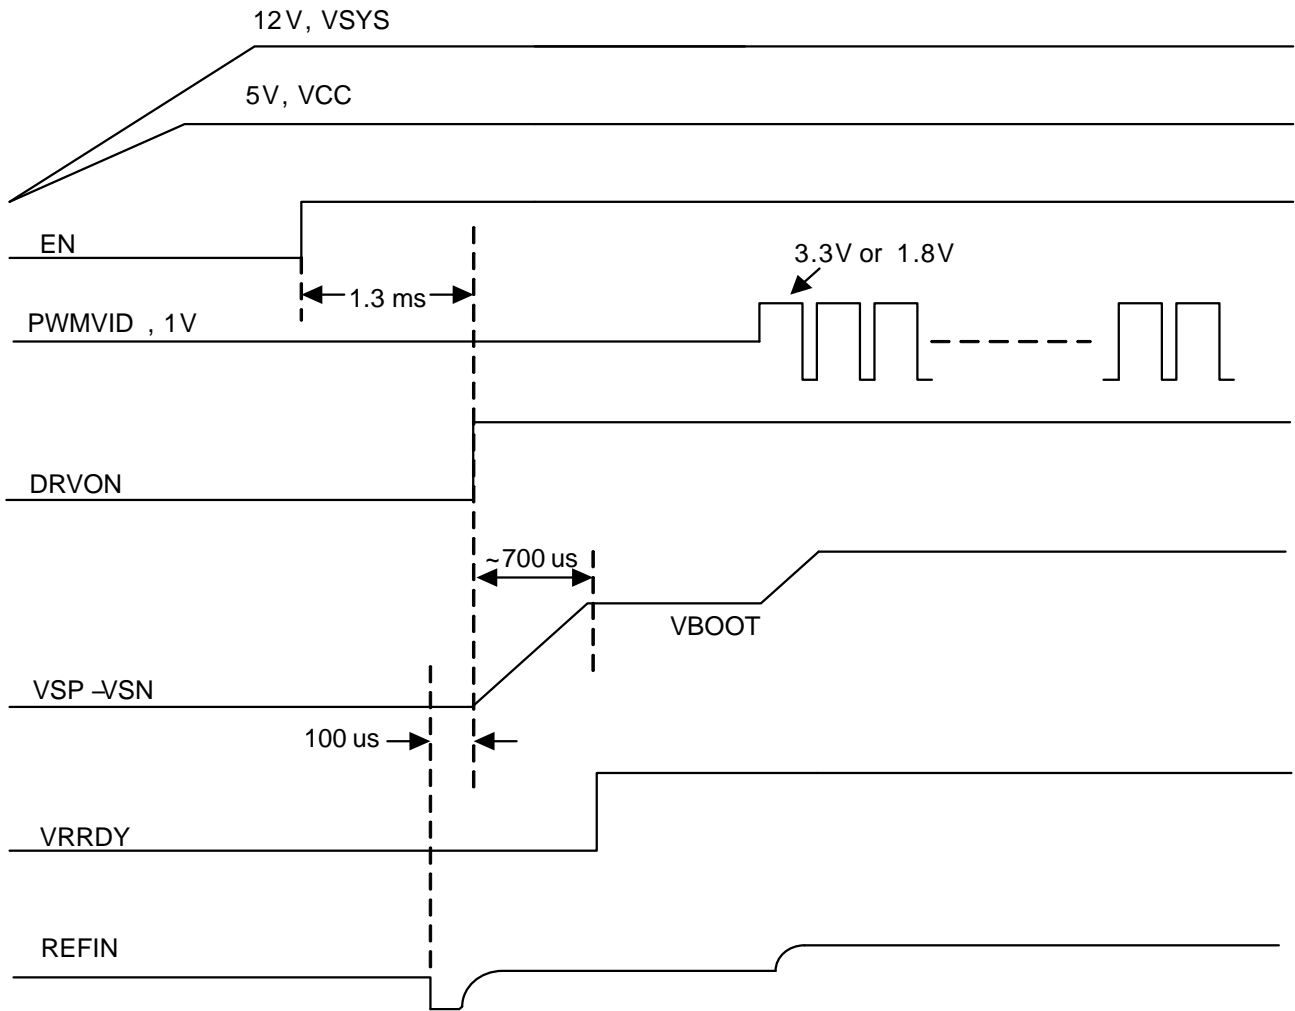 12V, VSYS
5V, VCC
EN
3.3V or 1.8V
1.3 ms
PWMVID , 1V
DRVON
~700 us
VBOOT
VSP –VSN
100 us
VRRDY
REFIN